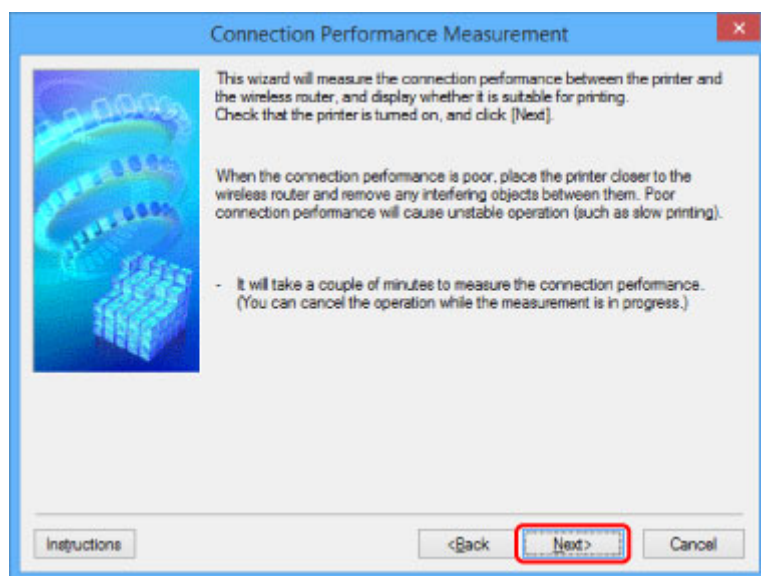 Connection Performance Measurement
This wizard will measure the connection performance between the printer and
the wireless router, and display whether it is suitable for printing.
Check that the printer is turned on, and click [Next].
When the connection performance is poor, place the printer closer to the
wireless router and remove any interfering objects between them. Poor
connection performance will cause unstable operation (such as slow printing).
- It will take a couple of minutes to measure the connection performance.
(You can cancel the operation while the measurement is in progress.)
Instructions <Back Next> Cancel